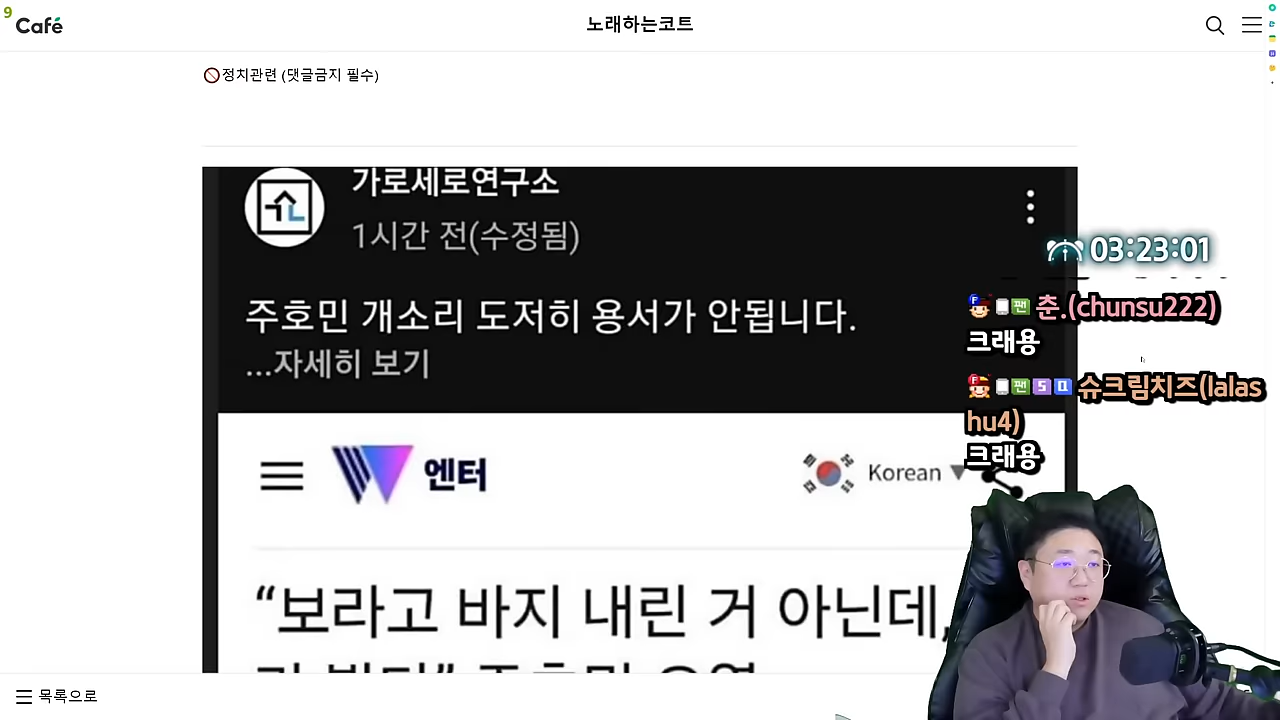 9
Café
노래하는코트
🚫정치관련 (댓글금지 필수)
가로세로연구소
1시간 전(수정됨)
주호민 개소리 도저히 용서가 안됩니다.
...자세히 보기
엔터
Korean
“보라고 바지 내린 거 아닌데,
03:23:01
춘.(chunsu222)
크래용
슈크림치즈(lalas
hu4)
크래용
목록으로